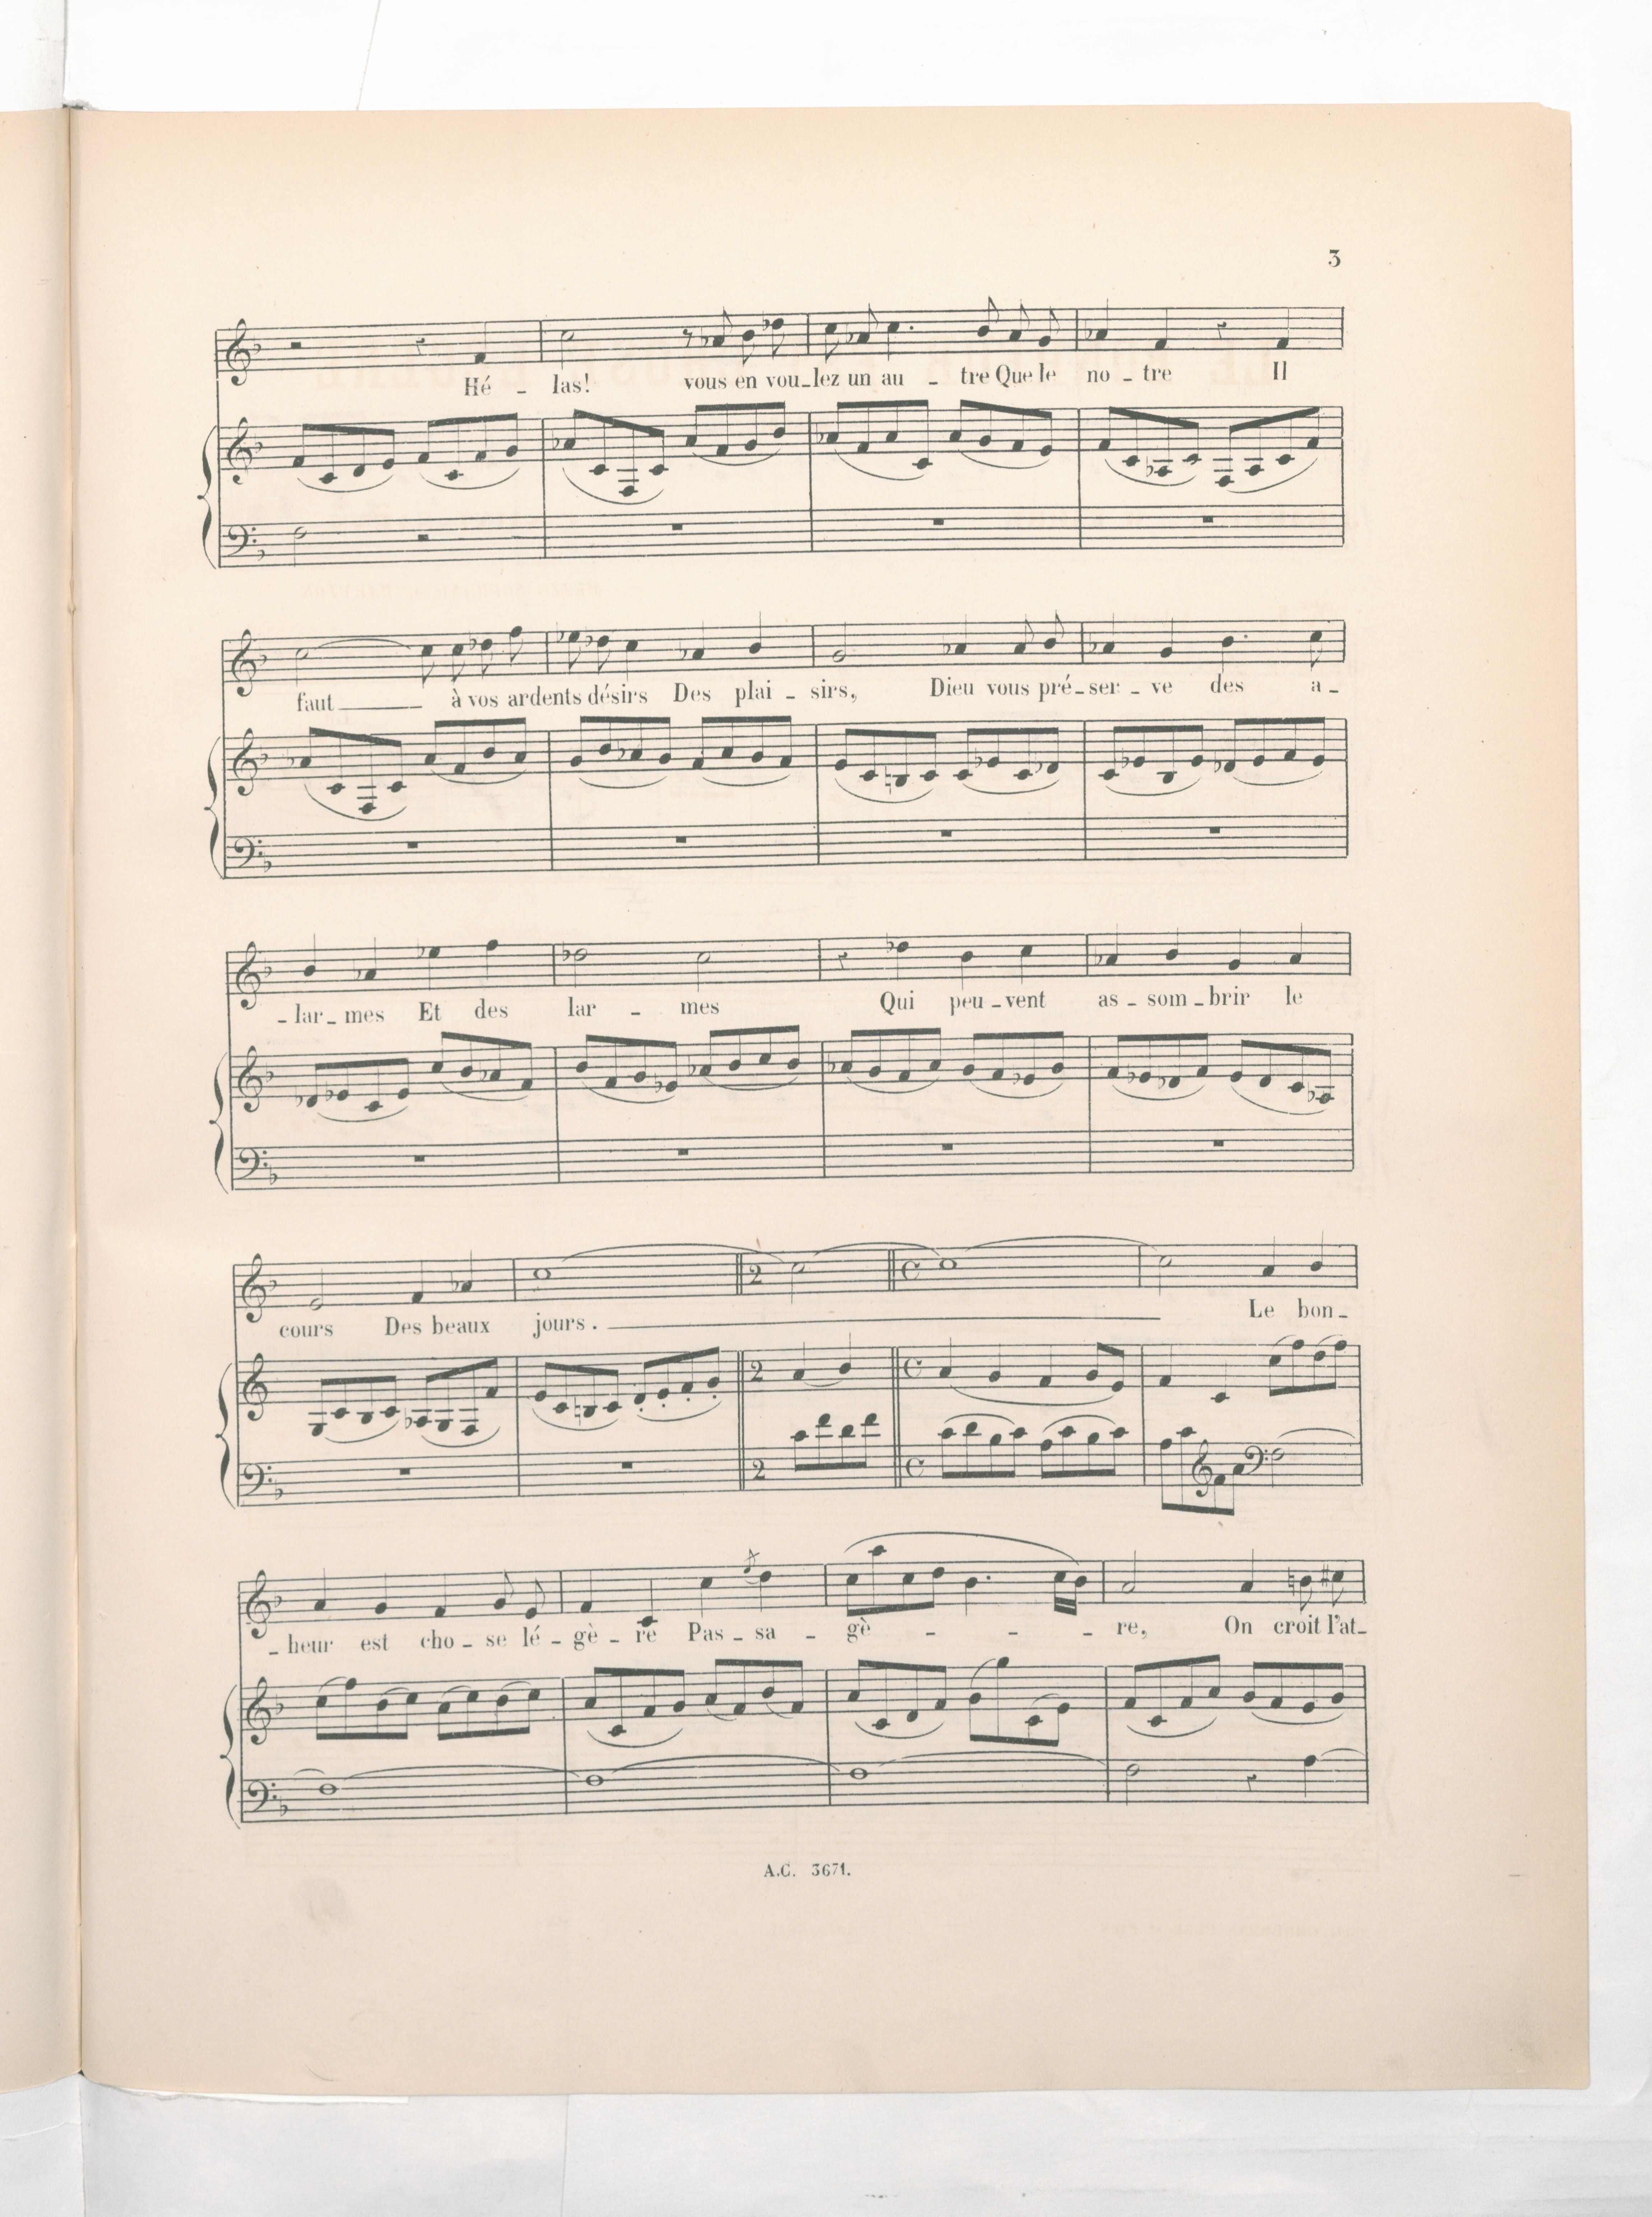 3
Hé - las! vous en vou-lez un au - tre Que le no - tre Il
faut à vos ardents désirs Des plai - sirs, Dieu vous pré-ser - ve des a-
-lar-mes Et des lar - mes Qui peu-vent as-som-brir le
cours Des beaux jours. Le bon-
-heur est cho-se lé-gè-re Pas-sa - gè - - - re, On croit l'at-
A.C. 3671.